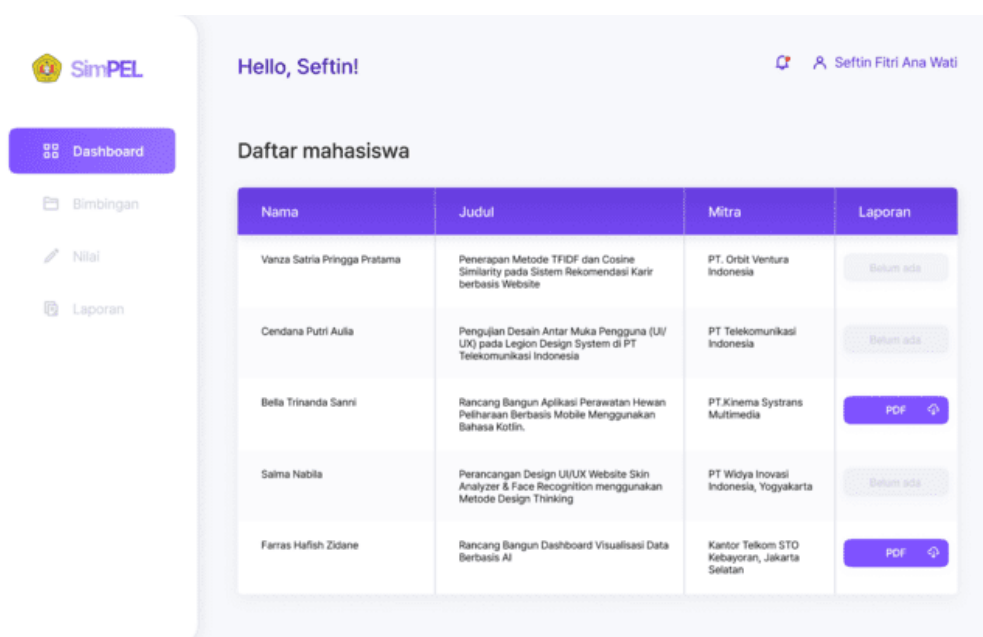 SimPEL
Hello, Seftin!
Seftin Fitri Ana Wati
Dashboard
Bimbingan
Nilai
Laporan
Daftar mahasiswa
Nama
Judul
Mitra
Laporan
Vanza Satria Pringga Pratama
Penerapan Metode TFIDF dan Cosine
Similarity pada Sistem Rekomendasi Karir
berbasis Website
PT. Orbit Ventura
Indonesia
Belum ada
Cendana Putri Aulia
Pengujian Desain Antar Muka Pengguna (UI/
UX) pada Legion Design System di PT
Telekomunikasi Indonesia
PT Telekomunikasi
Indonesia
Belum ada
Bella Trinanda Sanni
Rancang Bangun Aplikasi Perawatan Hewan
Peliharaan Berbasis Mobile Menggunakan
Bahasa Kotlin.
PT.Kinema Systrans
Multimedia
PDF
Salma Nabila
Perancangan Design UI/UX Website Skin
Analyzer & Face Recognition menggunakan
Metode Design Thinking
PT Widya Inovasi
Indonesia, Yogyakarta
Belum ada
Farras Hafish Zidane
Rancang Bangun Dashboard Visualisasi Data
Berbasis AI
Kantor Telkom STO
Kebayoran, Jakarta
Selatan
PDF